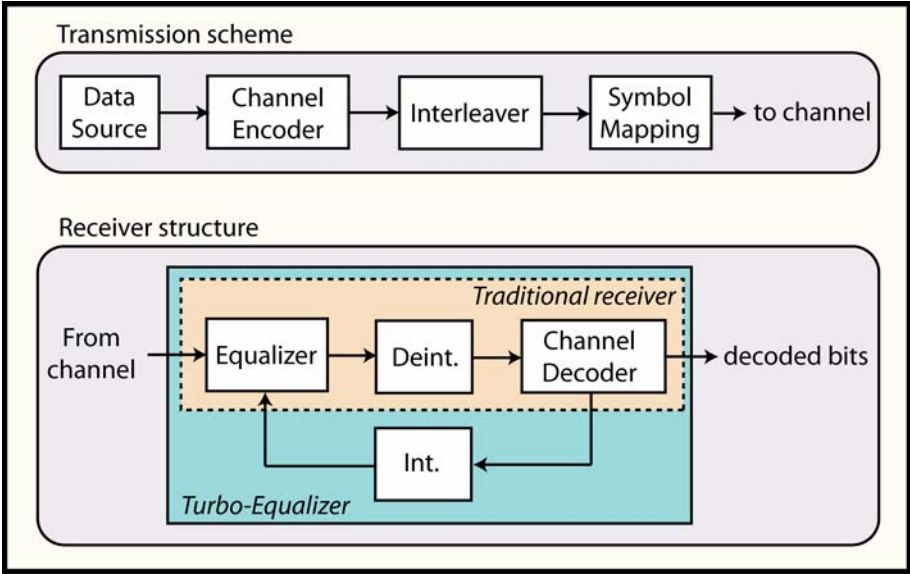 Transmission scheme
Data
Source
Channel
Encoder
Interleaver
Symbol
Mapping
to channel
Receiver structure
Traditional receiver
From
channel
Equalizer
Deint.
Channel
Decoder
decoded bits
Int.
Turbo-Equalizer